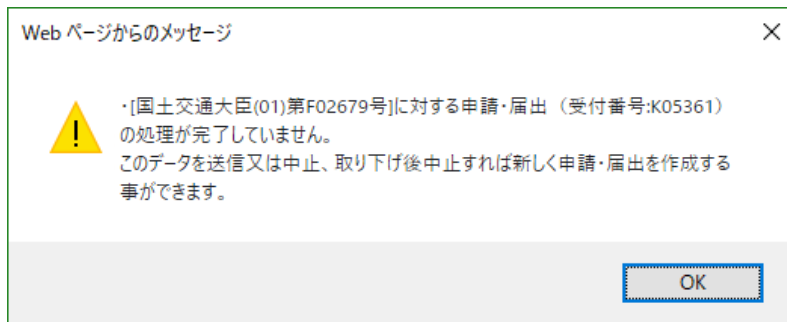 Web ページからのメッセージ
・[国土交通大臣(01)第F02679号]に対する申請・届出（受付番号:K05361）
の処理が完了していません。
このデータを送信又は中止、取り下げ後中止すれば新しく申請・届出を作成する
事ができます。
OK